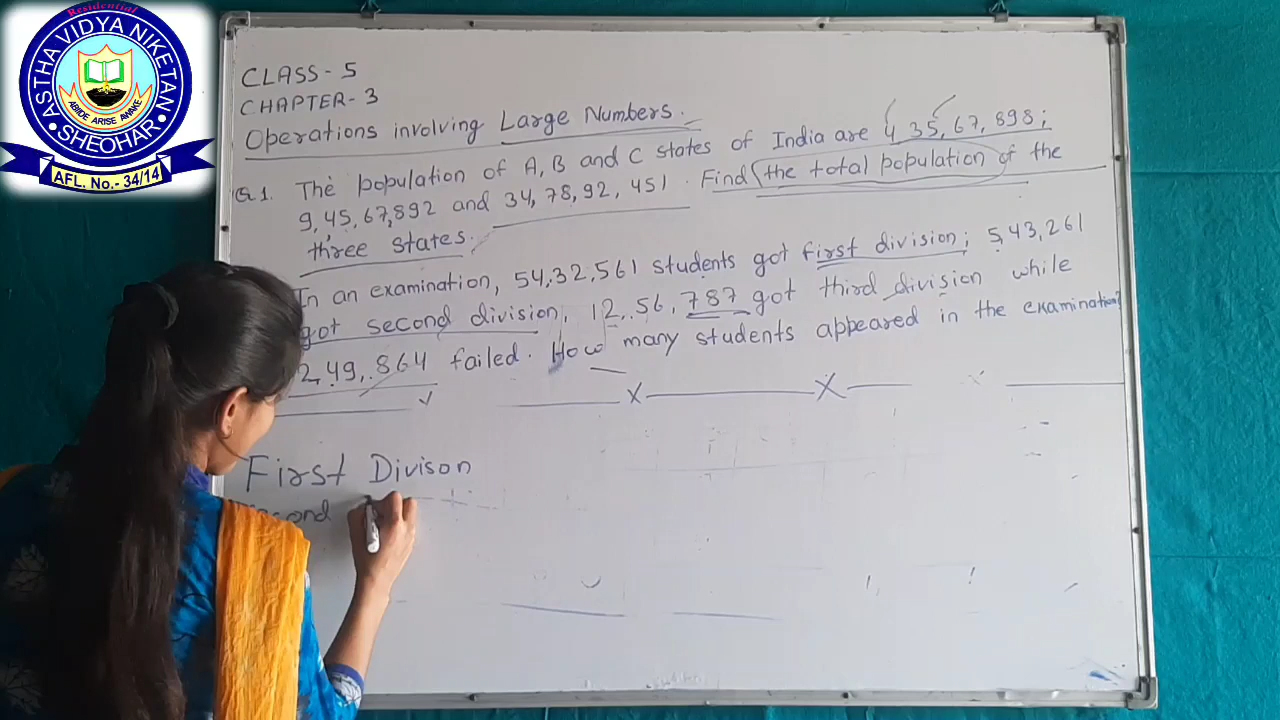 Residential
ASTHA VIDYA NIKETAN
ABIDE ARISE AWAKE
SHEOHAR
AFL. No.- 34/14
CLASS - 5
CHAPTER - 3
Operations involving Large Numbers.
Q.1. The population of A, B and C states of India are 4,35,67,898;
9,45,67,892 and 34,78,92,451. Find the total population of the
three states.
In an examination, 54,32,561 students got first division; 5,43,261
got second division, 12,56,787 got third division while
2,49,864 failed. How many students appeared in the examination
First Divison
Second